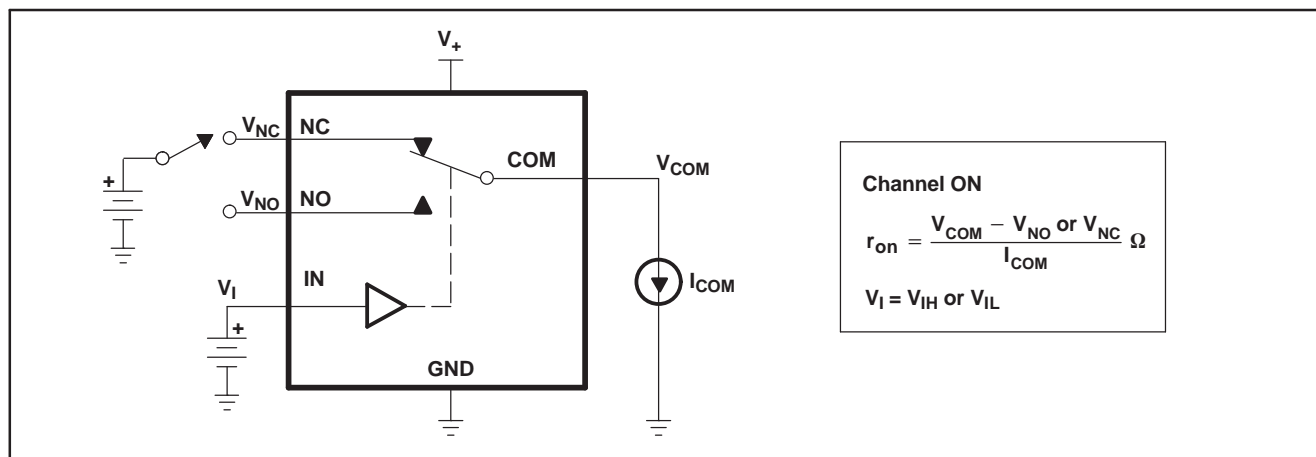 V+
VNC NC
COM
VCOM
+
VNO NO
VI
IN
+
ICOM
GND
Channel ON
ron = VCOM − VNO or VNC / ICOM Ω
VI = VIH or VIL